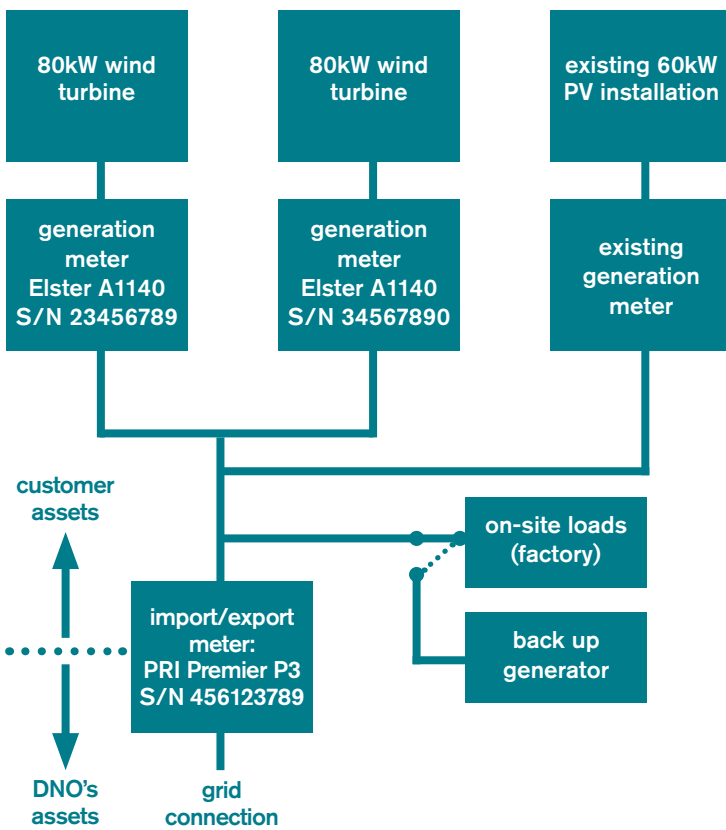 80kW wind
turbine
80kW wind
turbine
existing 60kW
PV installation
generation
meter
Elster A1140
S/N 23456789
generation
meter
Elster A1140
S/N 34567890
existing
generation
meter
customer
assets
on-site loads
(factory)
import/export
meter:
PRI Premier P3
S/N 456123789
back up
generator
DNO's
assets
grid
connection